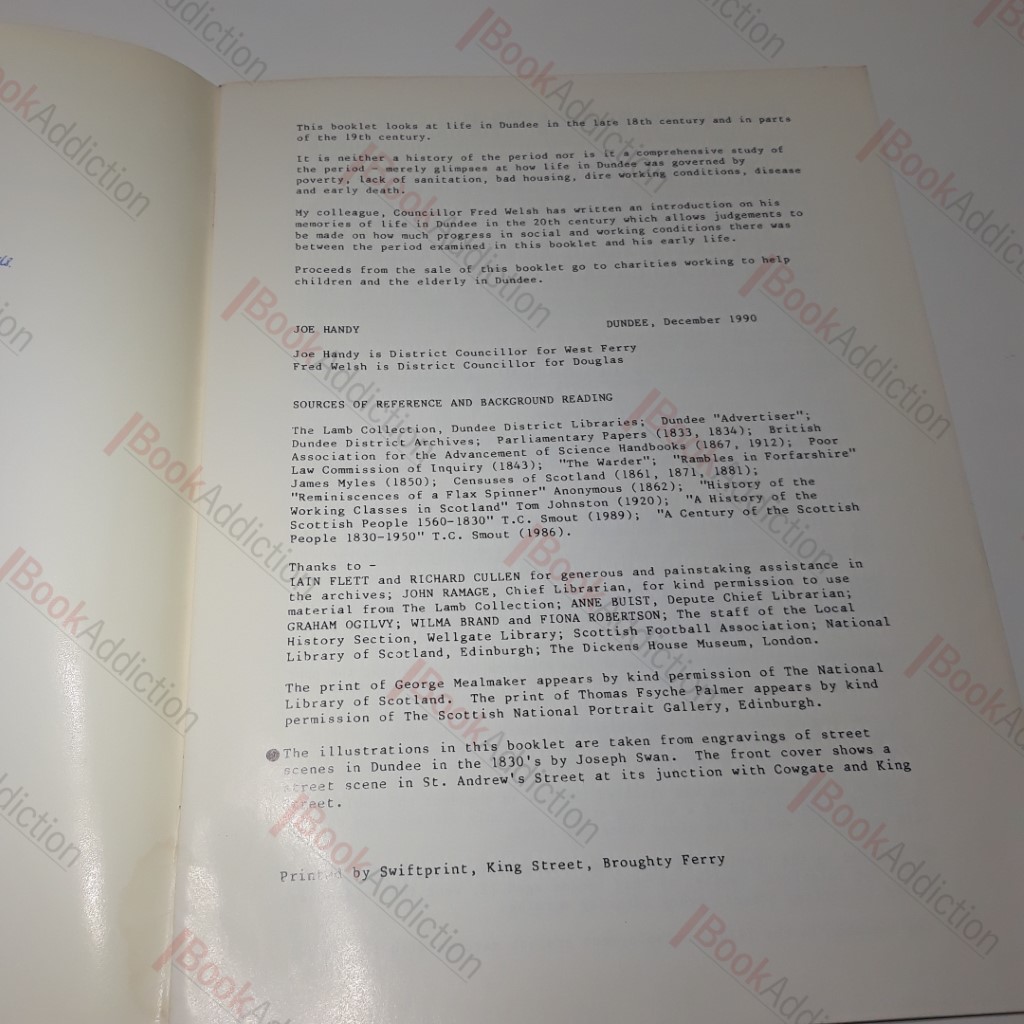 This booklet looks at life in Dundee in the late 18th century and in parts
of the 19th century.
It is neither a history of the period nor is it a comprehensive study of
the period - merely glimpses at how life in Dundee was governed by
poverty, lack of sanitation, bad housing, dire working conditions, disease
and early death.
My colleague, Councillor Fred Welsh has written an introduction on his
memories of life in Dundee in the 20th century which allows judgements to
be made on how much progress in social and working conditions there was
between the period examined in this booklet and his early life.
Proceeds from the sale of this booklet go to charities working to help
children and the elderly in Dundee.
JOE HANDY DUNDEE, December 1990
Joe Handy is District Councillor for West Ferry
Fred Welsh is District Councillor for Douglas
SOURCES OF REFERENCE AND BACKGROUND READING
The Lamb Collection, Dundee District Libraries; Dundee "Advertiser";
Dundee District Archives; Parliamentary Papers (1833, 1834); British
Association for the Advancement of Science Handbooks (1867, 1912); Poor
Law Commission of Inquiry (1843); "The Warder"; "Rambles in Forfarshire"
James Myles (1850); Censuses of Scotland (1861, 1871, 1881);
"Reminiscences of a Flax Spinner" Anonymous (1862); "History of the
Working Classes in Scotland" Tom Johnston (1920); "A History of the
Scottish People 1560-1830" T.C. Smout (1989); "A Century of the Scottish
People 1830-1950" T.C. Smout (1986).
Thanks to -
IAIN FLETT and RICHARD CULLEN for generous and painstaking assistance in
the archives; JOHN RAMAGE, Chief Librarian, for kind permission to use
material from The Lamb Collection; ANNE BUIST, Depute Chief Librarian;
GRAHAM OGILVY; WILMA BRAND and FIONA ROBERTSON; The staff of the Local
History Section, Wellgate Library; Scottish Football Association; National
Library of Scotland, Edinburgh; The Dickens House Museum, London.
The print of George Mealmaker appears by kind permission of The National
Library of Scotland. The print of Thomas Fsyche Palmer appears by kind
permission of The Scottish National Portrait Gallery, Edinburgh.
The illustrations in this booklet are taken from engravings of street
scenes in Dundee in the 1830's by Joseph Swan. The front cover shows a
street scene in St. Andrew's Street at its junction with Cowgate and King
Street.
Printed by Swiftprint, King Street, Broughty Ferry